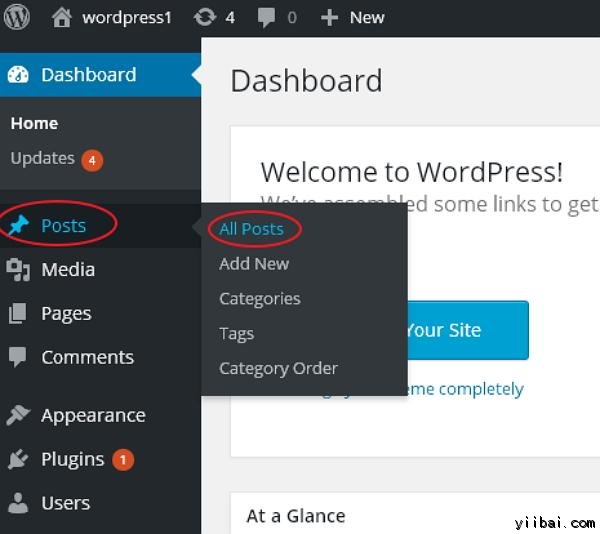 wordpress1 4 0 + New
Dashboard
Home
Updates 4
Posts
Media
Pages
Comments
Appearance
Plugins 1
Users
All Posts
Add New
Categories
Tags
Category Order
Dashboard
Welcome to WordPress!
We've assembled some links to get
Your Site
completely
At a Glance
yiibai.com